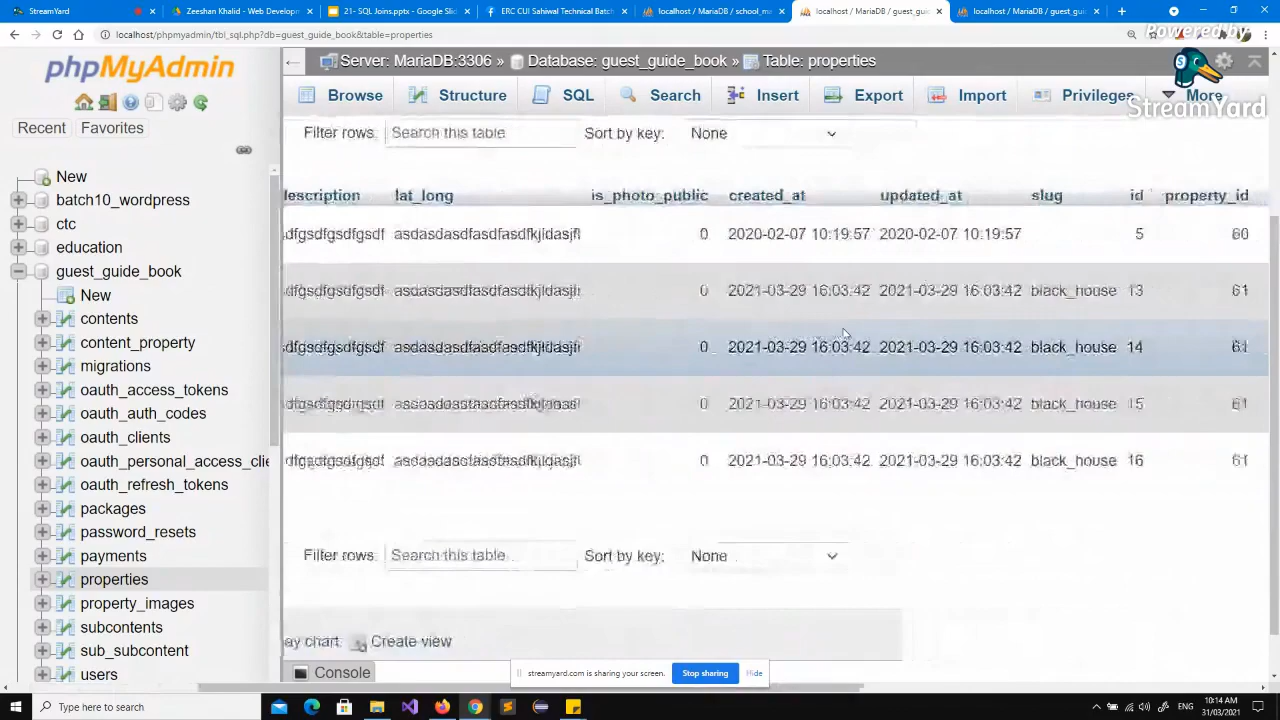 StreamYard
Zeeshan Khalid - Web Developm
21- SQL Joins.pptx - Google Slid
ERC CUI Sahiwal Technical Batch
localhost / MariaDB / school_m
localhost / MariaDB / guest_guid
localhost / MariaDB / guest_gui
localhost/phpmyadmin/tbl_sql.php?db=guest_guide_book&table=properties
Powered by
StreamYard
phpMyAdmin
Recent
Favorites
New
batch10_wordpress
ctc
education
guest_guide_book
New
contents
content_property
migrations
oauth_access_tokens
oauth_auth_codes
oauth_clients
oauth_personal_access_clie
oauth_refresh_tokens
packages
password_resets
payments
properties
property_images
subcontents
sub_subcontent
users
Server: MariaDB:3306 » Database: guest_guide_book » Table: properties
Browse Structure SQL Search Insert Export Import Privileges More
Filter rows: Search this table Sort by key: None
description lat_long is_photo_public created_at updated_at slug id property_id
0 2020-02-07 10:19:57 2020-02-07 10:19:57 5 60
0 2021-03-29 16:03:42 2021-03-29 16:03:42 black_house 13 61
0 2021-03-29 16:03:42 2021-03-29 16:03:42 black_house 14 61
0 2021-03-29 16:03:42 2021-03-29 16:03:42 black_house 15 61
0 2021-03-29 16:03:42 2021-03-29 16:03:42 black_house 16 61
Filter rows Search this table Sort by key: None
ay chart Create view
Console
streamyard.com is sharing your screen.
Stop sharing
Hide
Type here to search
ENG
10:14 AM
31/03/2021